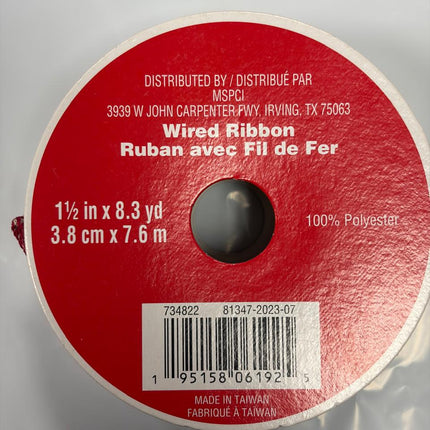 DISTRIBUTED BY / DISTRIBUÉ PAR
MSPCI
3939 W JOHN CARPENTER FWY, IRVING, TX 75063
Wired Ribbon
Ruban avec Fil de Fer
1½ in x 8.3 yd
3.8 cm x 7.6 m
100% Polyester
734822 81347-2023-07
1 95158 06192 5
MADE IN TAIWAN
FABRIQUÉ À TAÏWAN